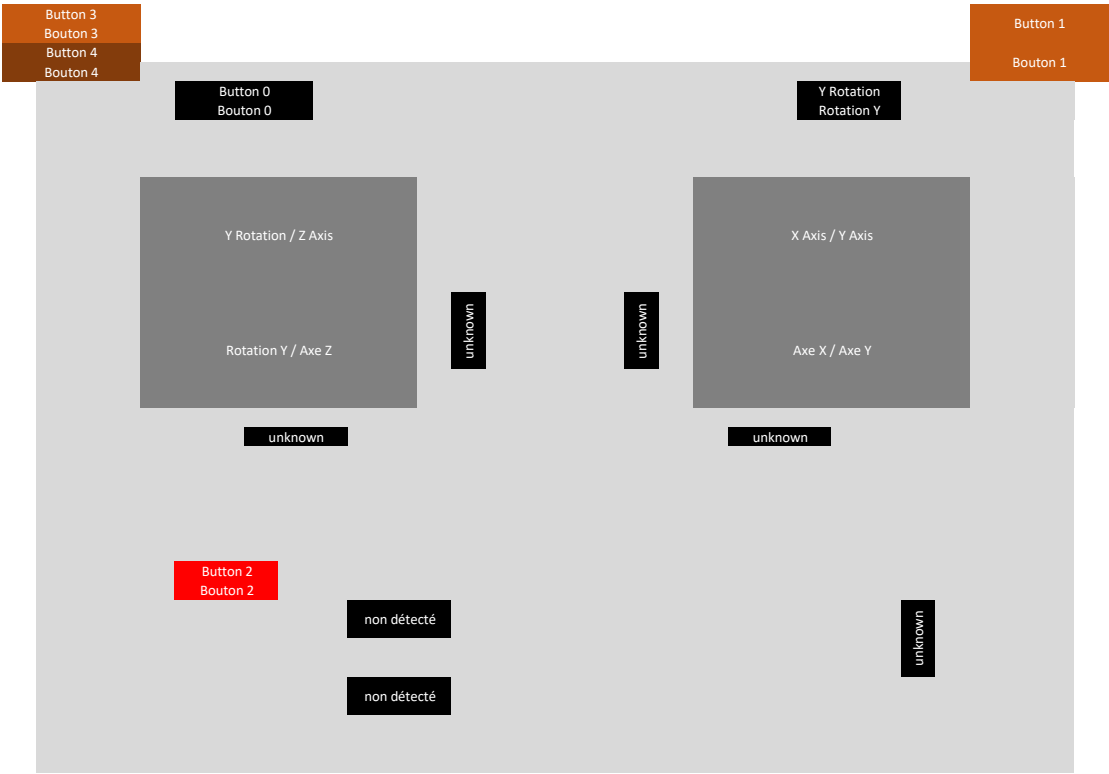 Button 3
Bouton 3
Button 4
Bouton 4
Button 1
Bouton 1
Button 0
Bouton 0
Y Rotation
Rotation Y
Y Rotation / Z Axis
Rotation Y / Axe Z
X Axis / Y Axis
Axe X / Axe Y
unknown
unknown
unknown
unknown
Button 2
Bouton 2
non détecté
non détecté
unknown